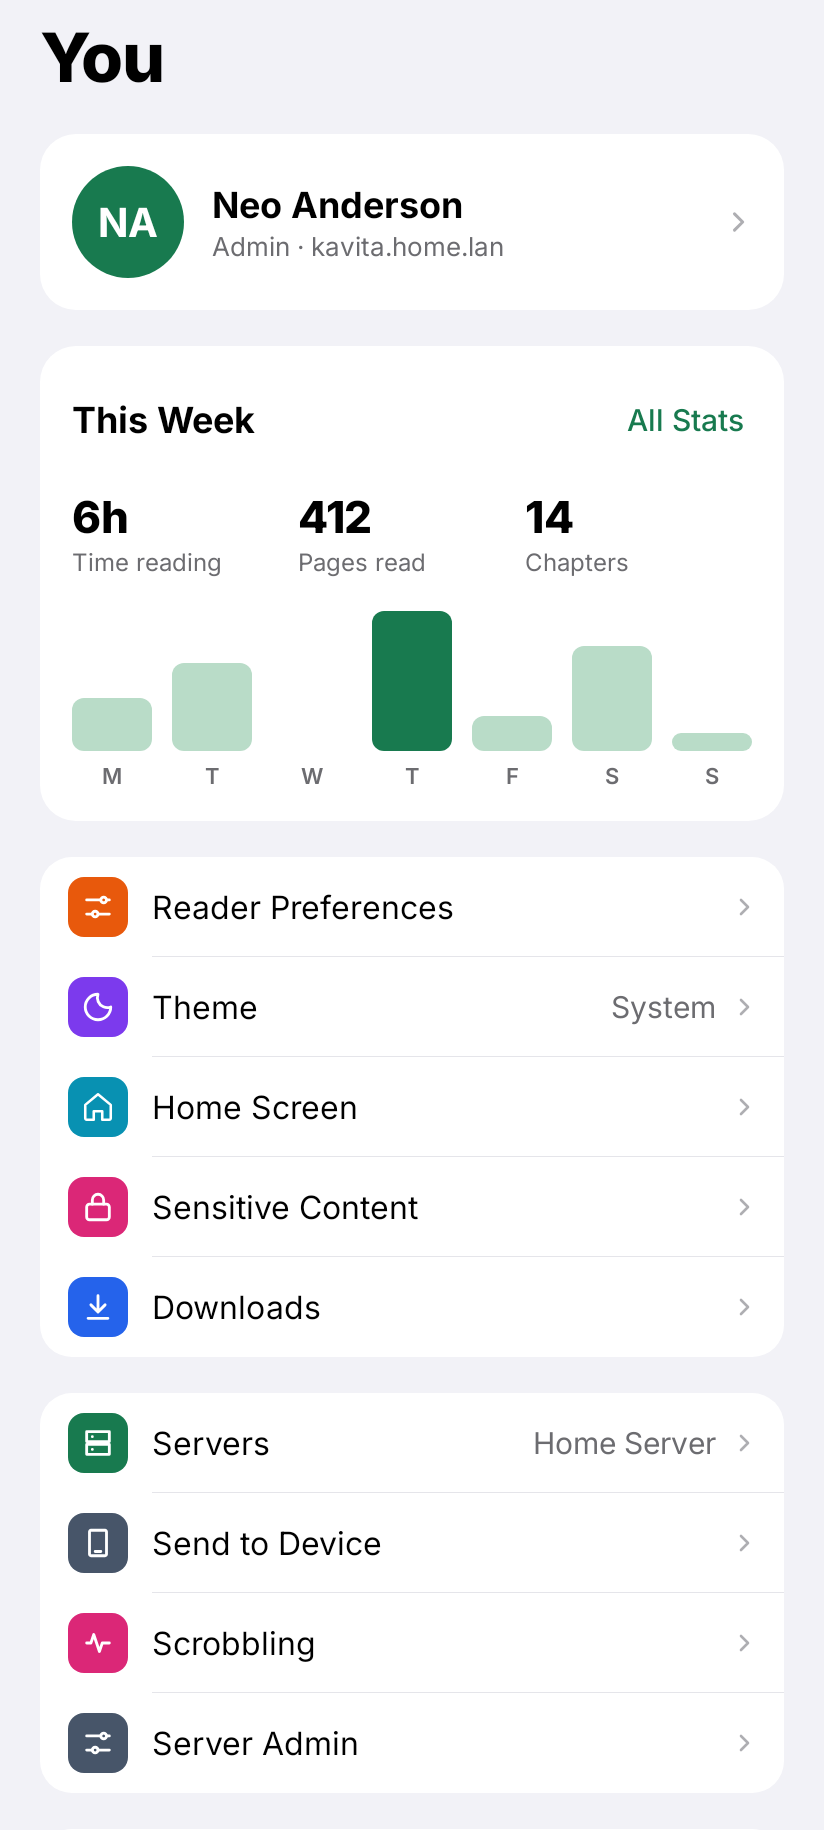 You
NA
Neo Anderson
Admin · kavita.home.lan
This Week
All Stats
6h
412
14
Time reading
Pages read
Chapters
M T W T F S S
Reader Preferences
Theme
System
Home Screen
Sensitive Content
Downloads
Servers
Home Server
Send to Device
Scrobbling
Server Admin